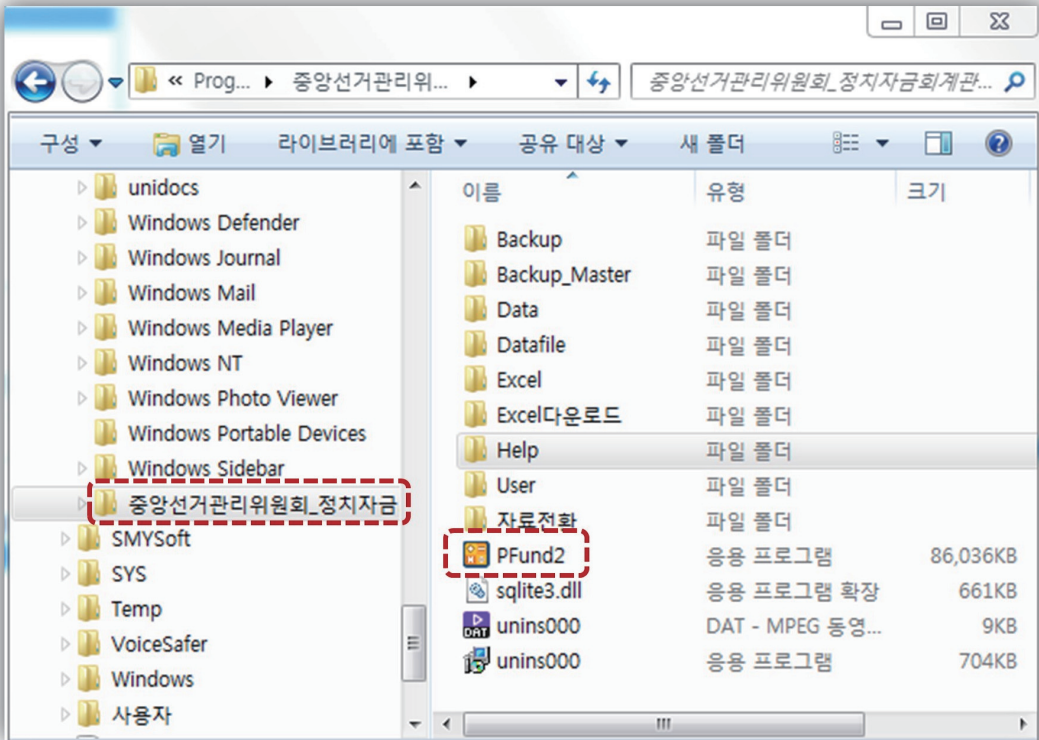 « Prog... ▸ 중앙선거관리위... ▸
중앙선거관리위원회_정치자금회계관...
구성 열기 라이브러리에 포함 공유 대상 새 폴더
unidocs
Windows Defender
Windows Journal
Windows Mail
Windows Media Player
Windows NT
Windows Photo Viewer
Windows Portable Devices
Windows Sidebar
중앙선거관리위원회_정치자금
SMYSoft
SYS
Temp
VoiceSafer
Windows
사용자
이름 유형 크기
Backup 파일 폴더
Backup_Master 파일 폴더
Data 파일 폴더
Datafile 파일 폴더
Excel 파일 폴더
Excel다운로드 파일 폴더
Help 파일 폴더
User 파일 폴더
자료전환 파일 폴더
PFund2 응용 프로그램 86,036KB
sqlite3.dll 응용 프로그램 확장 661KB
DAT unins000 DAT - MPEG 동영... 9KB
unins000 응용 프로그램 704KB